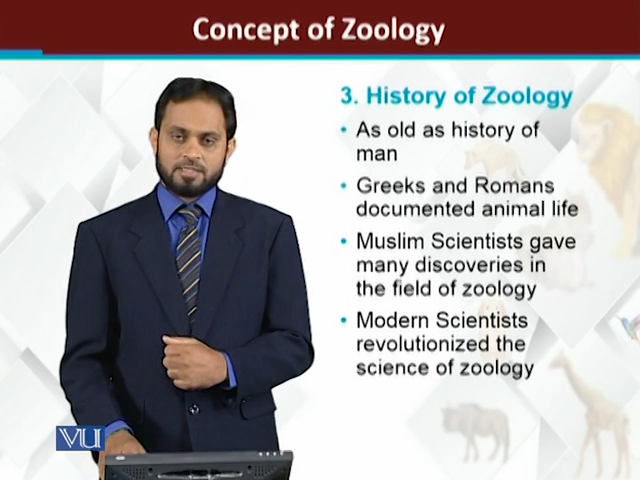 Concept of Zoology
3. History of Zoology
• As old as history of
man
• Greeks and Romans
documented animal life
• Muslim Scientists gave
many discoveries in
the field of zoology
• Modern Scientists
revolutionized the
science of zoology
VU